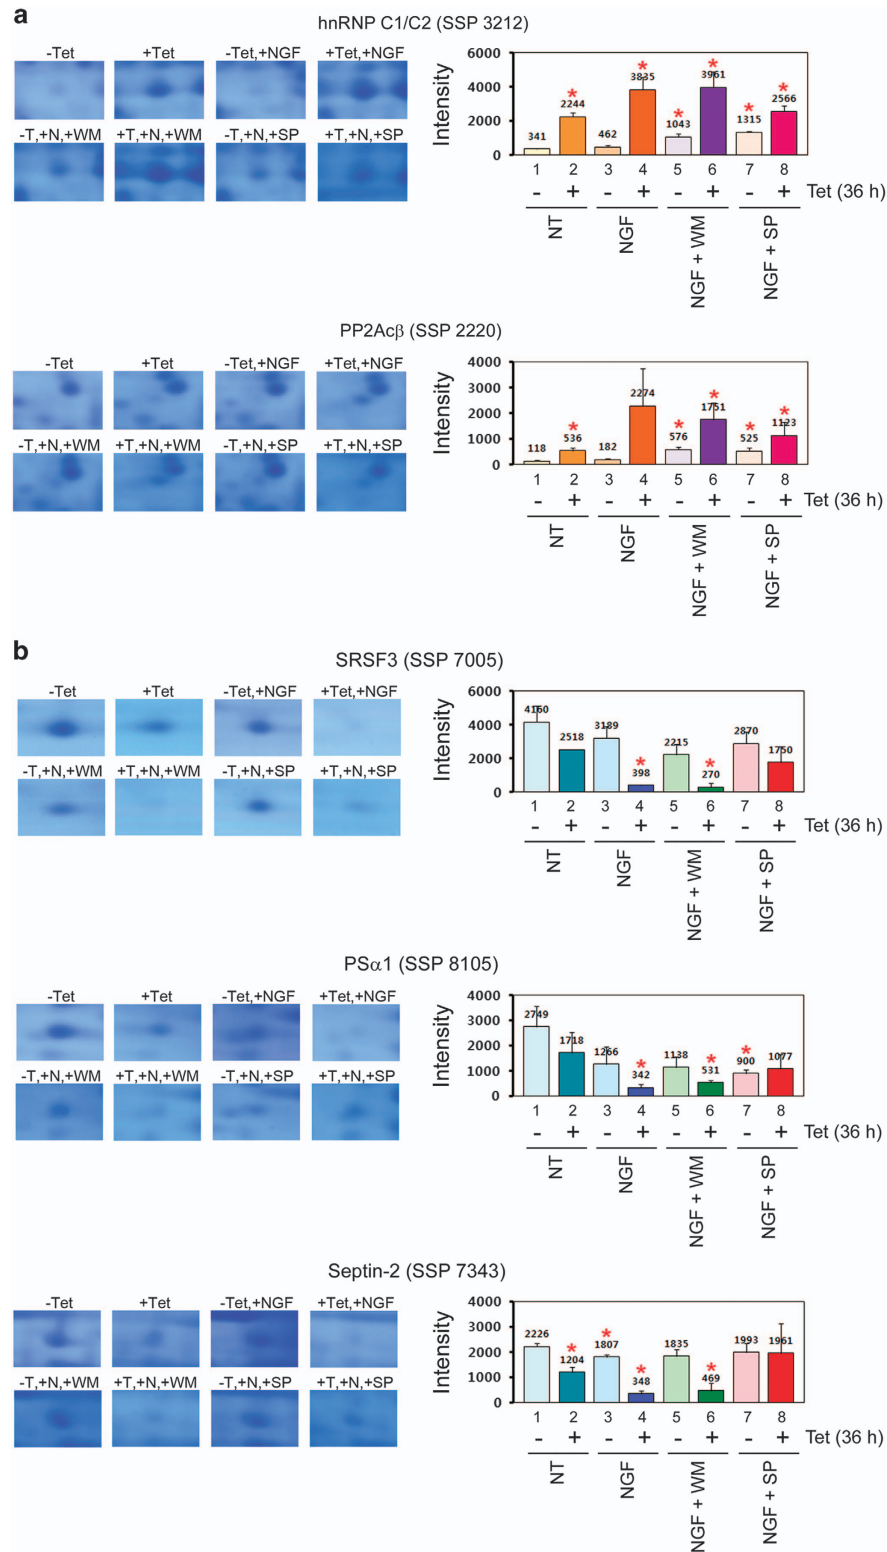 a
hnRNP C1/C2 (SSP 3212)
-Tet +Tet -Tet,+NGF +Tet,+NGF
-T,+N,+WM +T,+N,+WM -T,+N,+SP +T,+N,+SP
Intensity
6000
4000
2000
0
341 * 2244 462 * 3835 * 1043 * 3961 * 1315 * 2566
1 2 3 4 5 6 7 8
- + - + - + - + Tet (36 h)
NT NGF NGF + WM NGF + SP
PP2Acβ (SSP 2220)
-Tet +Tet -Tet,+NGF +Tet,+NGF
-T,+N,+WM +T,+N,+WM -T,+N,+SP +T,+N,+SP
Intensity
4000
3000
2000
1000
0
118 * 536 182 2274 * 576 * 1751 * 525 * 1123
1 2 3 4 5 6 7 8
- + - + - + - + Tet (36 h)
NT NGF NGF + WM NGF + SP
b
SRSF3 (SSP 7005)
-Tet +Tet -Tet,+NGF +Tet,+NGF
-T,+N,+WM +T,+N,+WM -T,+N,+SP +T,+N,+SP
Intensity
6000
4000
2000
0
4160 2518 3189 * 398 2215 * 270 2870 1750
1 2 3 4 5 6 7 8
- + - + - + - + Tet (36 h)
NT NGF NGF + WM NGF + SP
PSα1 (SSP 8105)
-Tet +Tet -Tet,+NGF +Tet,+NGF
-T,+N,+WM +T,+N,+WM -T,+N,+SP +T,+N,+SP
Intensity
4000
3000
2000
1000
0
2749 1718 1266 * 342 1138 * 531 * 900 1077
1 2 3 4 5 6 7 8
- + - + - + - + Tet (36 h)
NT NGF NGF + WM NGF + SP
Septin-2 (SSP 7343)
-Tet +Tet -Tet,+NGF +Tet,+NGF
-T,+N,+WM +T,+N,+WM -T,+N,+SP +T,+N,+SP
Intensity
4000
3000
2000
1000
0
2226 * 1204 * 1807 * 348 1835 * 469 1993 1961
1 2 3 4 5 6 7 8
- + - + - + - + Tet (36 h)
NT NGF NGF + WM NGF + SP